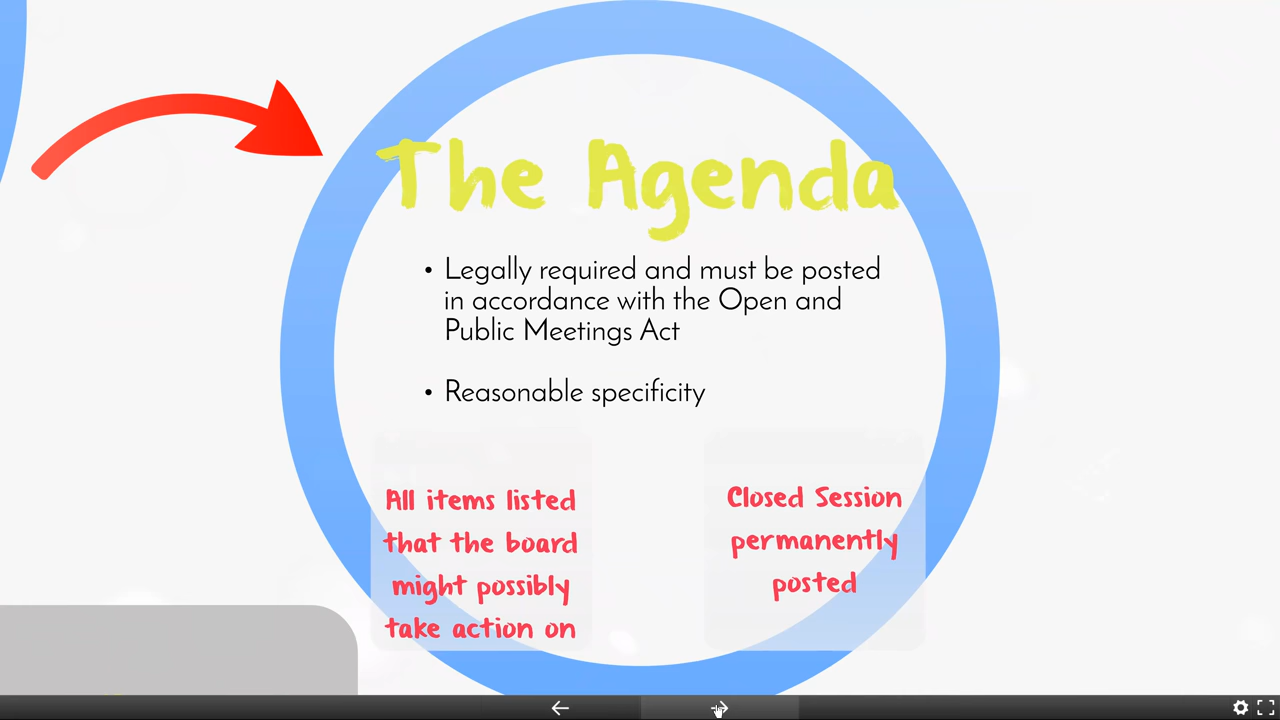 The Agenda
• Legally required and must be posted
in accordance with the Open and
Public Meetings Act
• Reasonable specificity
All items listed
that the board
might possibly
take action on
Closed Session
permanently
posted